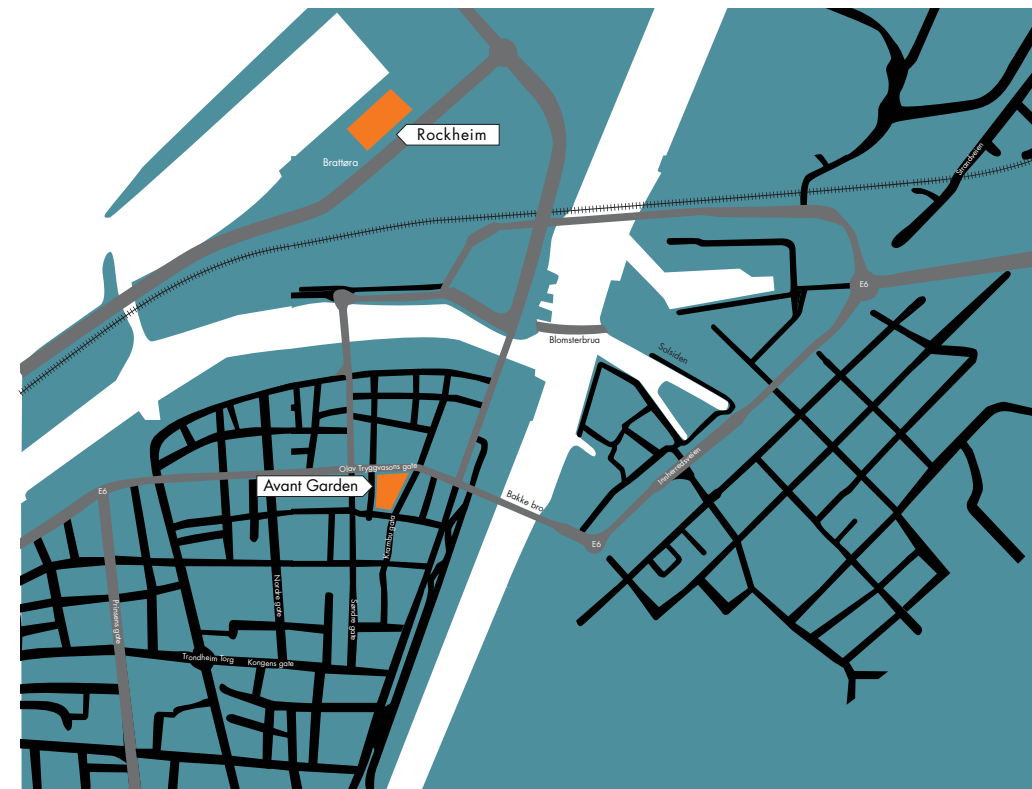 Rockheim
Brattøra
Strandveien
E6
Blomsterbrua
Solsiden
Olav Tryggvasons gate
Avant Garden
Innherredsveien
E6
Bakke bro
E6
Krambugata
Nordre gate
Søndre gate
Prinsens gate
Trondheim Torg
Kongens gate